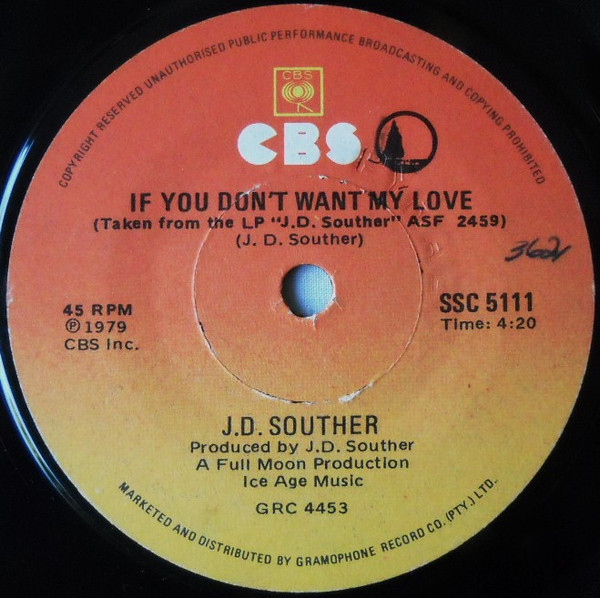 COPYRIGHT RESERVED UNAUTHORISED PUBLIC PERFORMANCE BROADCASTING AND COPYING PROHIBITED
CBS
CBS
IF YOU DON'T WANT MY LOVE
(Taken from the LP "J.D. Souther" ASF 2459)
(J. D. Souther)
3621
45 RPM
Ⓟ 1979
CBS Inc.
SSC 5111
Time: 4:20
J.D. SOUTHER
Produced by J.D. Souther
A Full Moon Production
Ice Age Music
GRC 4453
MARKETED AND DISTRIBUTED BY GRAMOPHONE RECORD CO. (PTY.) LTD.